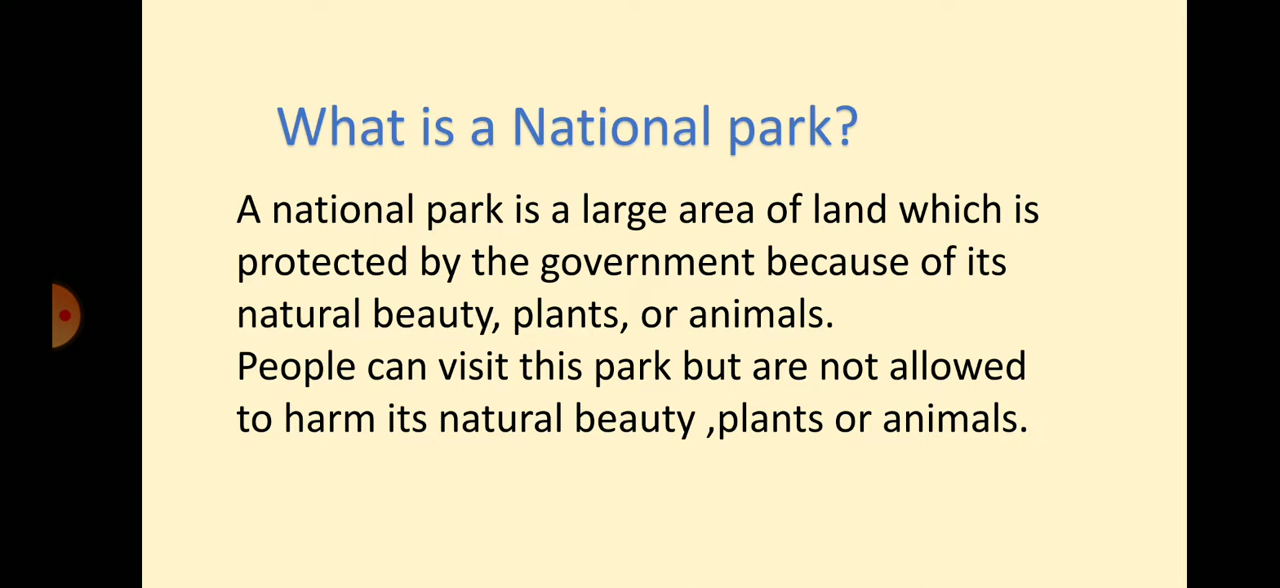 What is a National park?
A national park is a large area of land which is
protected by the government because of its
natural beauty, plants, or animals.
People can visit this park but are not allowed
to harm its natural beauty ,plants or animals.